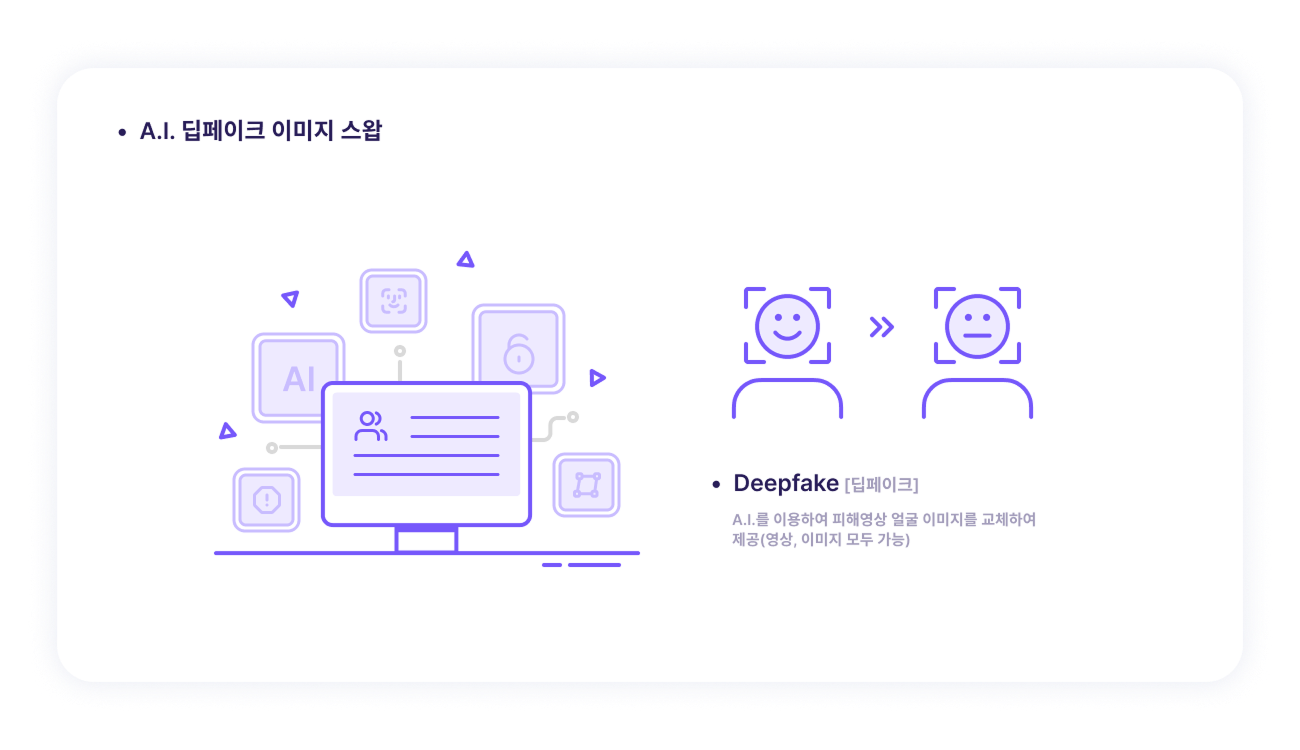 A.I. 딥페이크 이미지 스왑
AI
Deepfake [딥페이크]
A.I.를 이용하여 피해영상 얼굴 이미지를 교체하여
제공(영상, 이미지 모두 가능)